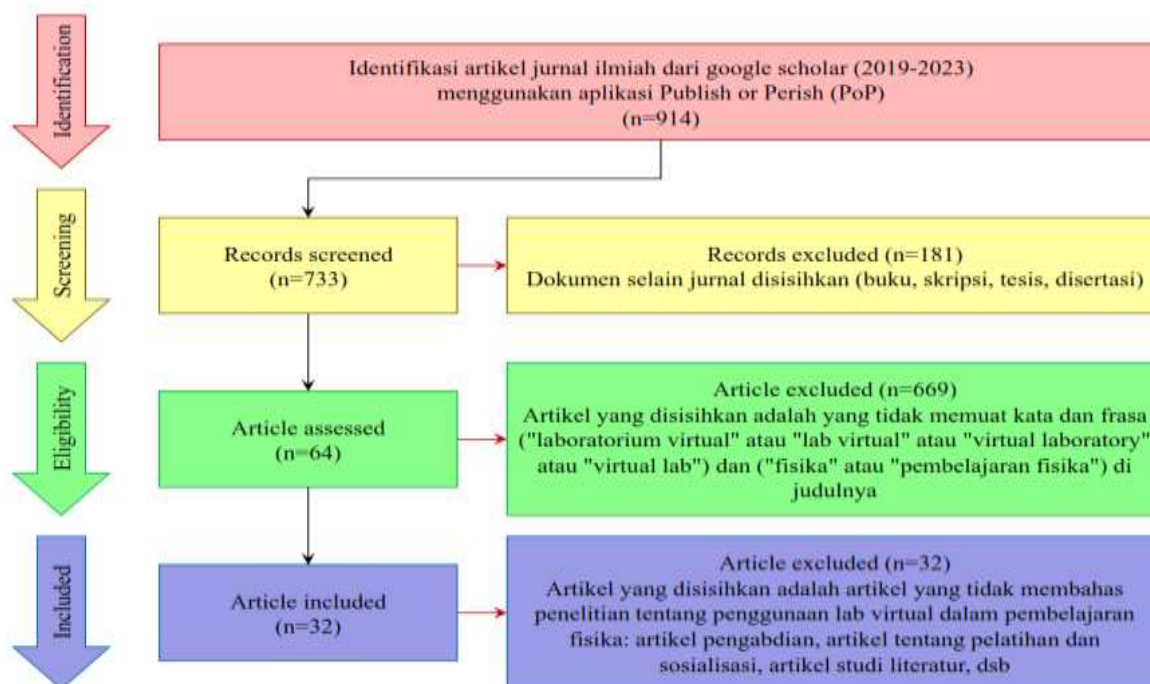 Identification
Identifikasi artikel jurnal ilmiah dari google scholar (2019-2023)
menggunakan aplikasi Publish or Perish (PoP)
(n=914)
Screening
Records screened
(n=733)
Records excluded (n=181)
Dokumen selain jurnal disisihkan (buku, skripsi, tesis, disertasi)
Eligibility
Article assessed
(n=64)
Article excluded (n=669)
Artikel yang disisihkan adalah yang tidak memuat kata dan frasa
("laboratorium virtual" atau "lab virtual" atau "virtual laboratory"
atau "virtual lab") dan ("fisika" atau "pembelajaran fisika") di
judulnya
Included
Article included
(n=32)
Article excluded (n=32)
Artikel yang disisihkan adalah artikel yang tidak membahas
penelitian tentang penggunaan lab virtual dalam pembelajaran
fisika: artikel pengabdian, artikel tentang pelatihan dan
sosialisasi, artikel studi literatur, dsb